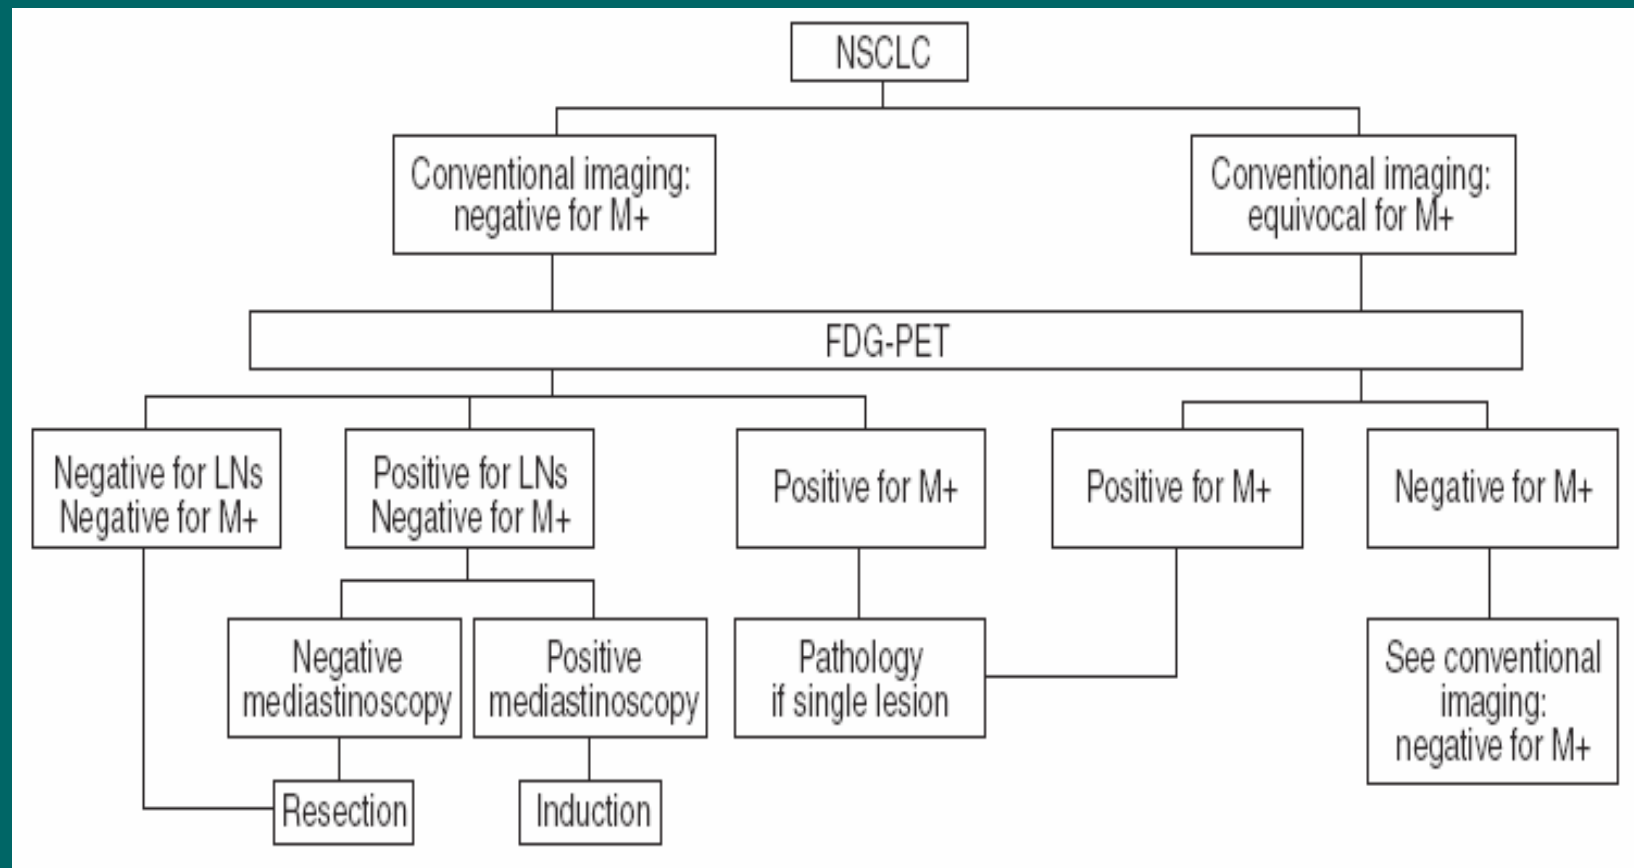 NSCLC
Conventional imaging:
negative for M+
Conventional imaging:
equivocal for M+
FDG-PET
Negative for LNs
Negative for M+
Positive for LNs
Negative for M+
Positive for M+
Positive for M+
Negative for M+
Negative
mediastinoscopy
Positive
mediastinoscopy
Pathology
if single lesion
See conventional
imaging:
negative for M+
Resection
Induction